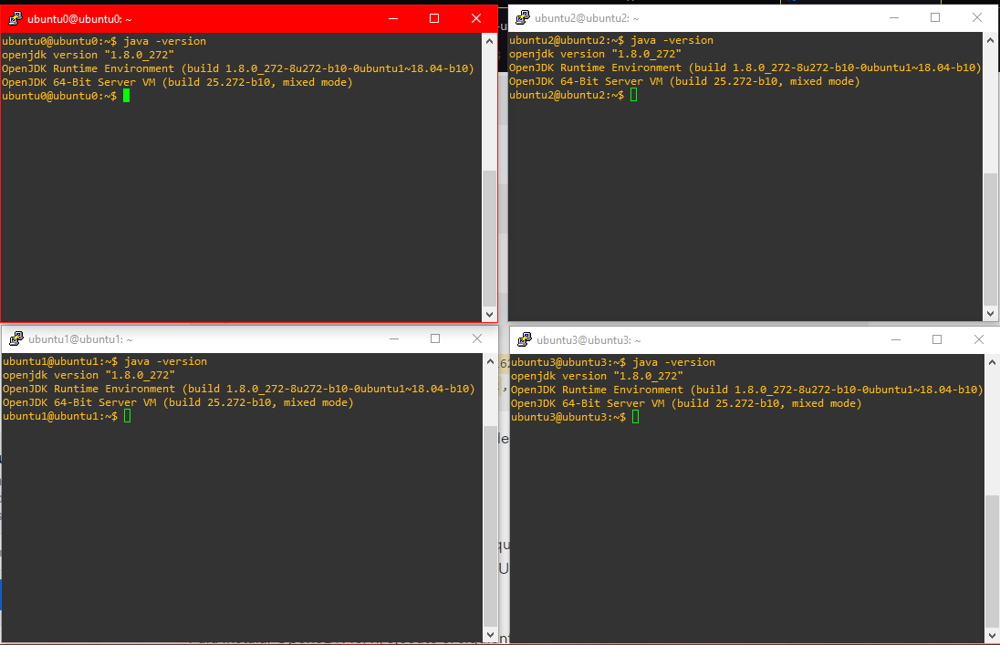 ubuntu0@ubuntu0: ~
ubuntu0@ubuntu0:~$ java -version
openjdk version "1.8.0_272"
OpenJDK Runtime Environment (build 1.8.0_272-8u272-b10-0ubuntu1~18.04-b10)
OpenJDK 64-Bit Server VM (build 25.272-b10, mixed mode)
ubuntu0@ubuntu0:~$
ubuntu2@ubuntu2: ~
ubuntu2@ubuntu2:~$ java -version
openjdk version "1.8.0_272"
OpenJDK Runtime Environment (build 1.8.0_272-8u272-b10-0ubuntu1~18.04-b10)
OpenJDK 64-Bit Server VM (build 25.272-b10, mixed mode)
ubuntu2@ubuntu2:~$
ubuntu1@ubuntu1: ~
ubuntu1@ubuntu1:~$ java -version
openjdk version "1.8.0_272"
OpenJDK Runtime Environment (build 1.8.0_272-8u272-b10-0ubuntu1~18.04-b10)
OpenJDK 64-Bit Server VM (build 25.272-b10, mixed mode)
ubuntu1@ubuntu1:~$
ubuntu3@ubuntu3: ~
ubuntu3@ubuntu3:~$ java -version
openjdk version "1.8.0_272"
OpenJDK Runtime Environment (build 1.8.0_272-8u272-b10-0ubuntu1~18.04-b10)
OpenJDK 64-Bit Server VM (build 25.272-b10, mixed mode)
ubuntu3@ubuntu3:~$